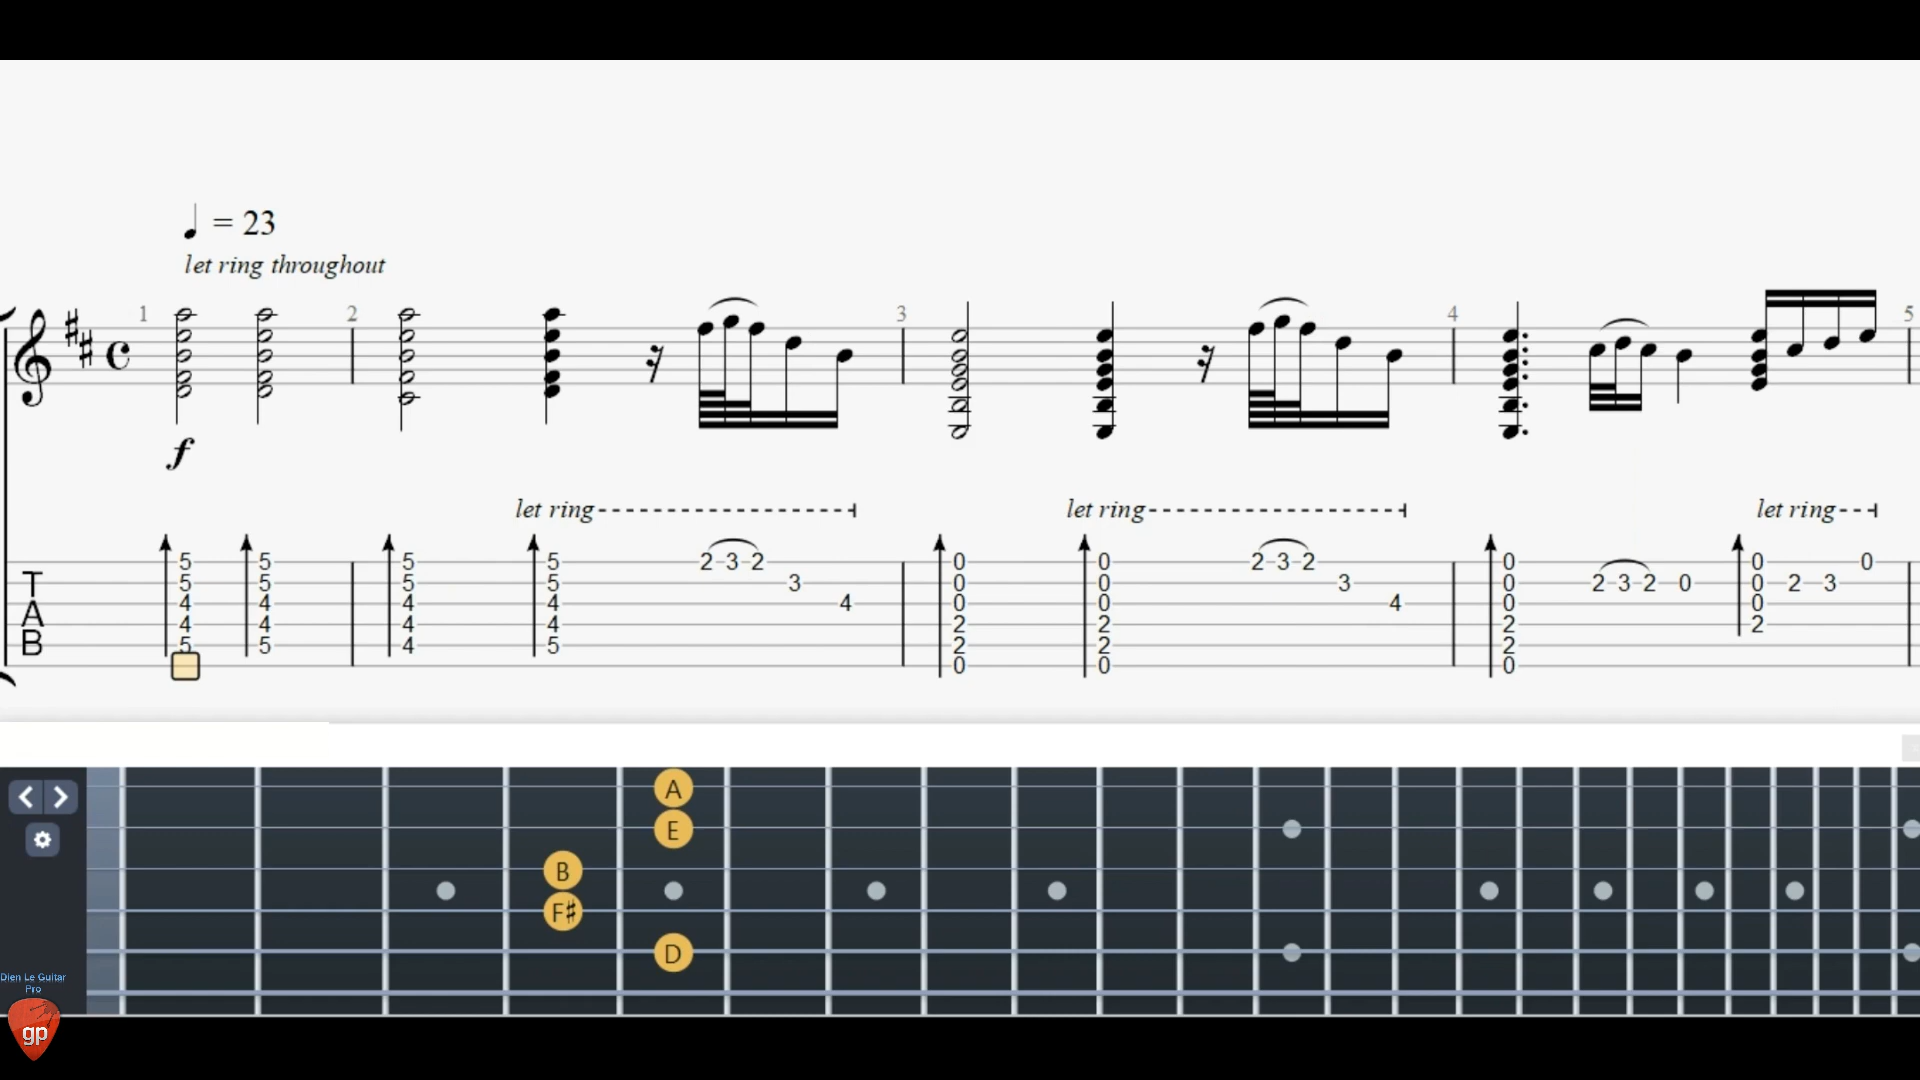 = 23
let ring throughout
1 2 3 4 5
f
let ring let ring let ring
5 5 5 5 2 3 2 0 0 2 3 2 0 0 0
T 5 5 5 5 3 0 0 3 0 2 3 2 0 0 2 3
4 4 4 4 4 0 0 4 0 0
A 4 4 4 4 2 2 2 2
B 5 5 4 5 2 2 2
0 0 0
A
E
B
F♯
D
Dien Le Guitar
Pro
gp